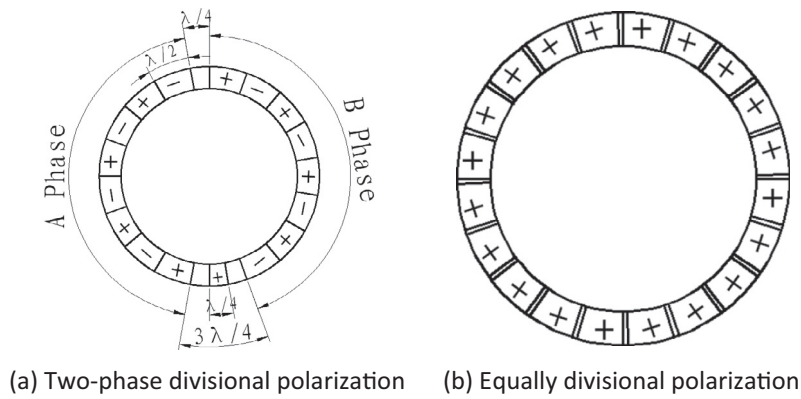 λ/4
λ/2
A Phase
B Phase
+ − + − + − + − +
− + − + − + − + +
λ/4
3λ/4
+ + + + + + + + + + + + + + + + + + + +
(a) Two-phase divisional polarization
(b) Equally divisional polarization